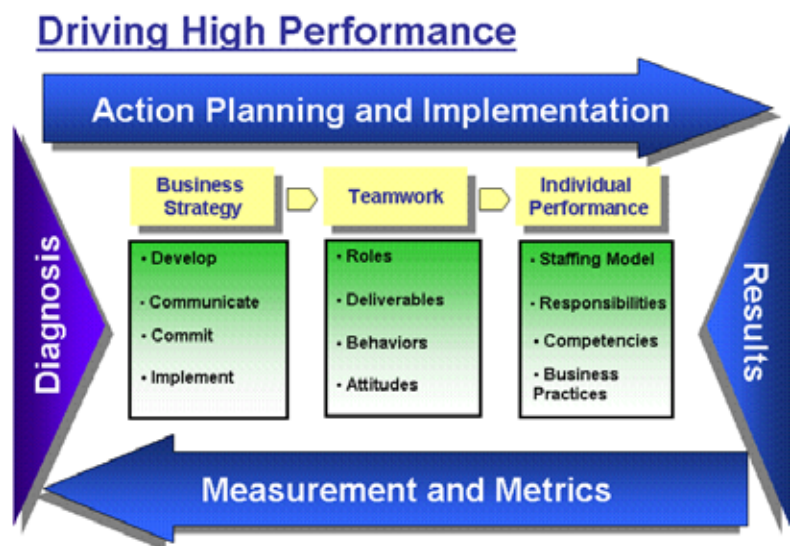 Driving High Performance
Action Planning and Implementation
Diagnosis
Business
Strategy
• Develop
• Communicate
• Commit
• Implement
Teamwork
• Roles
• Deliverables
• Behaviors
• Attitudes
Individual
Performance
• Staffing Model
• Responsibilities
• Competencies
• Business
Practices
Results
Measurement and Metrics